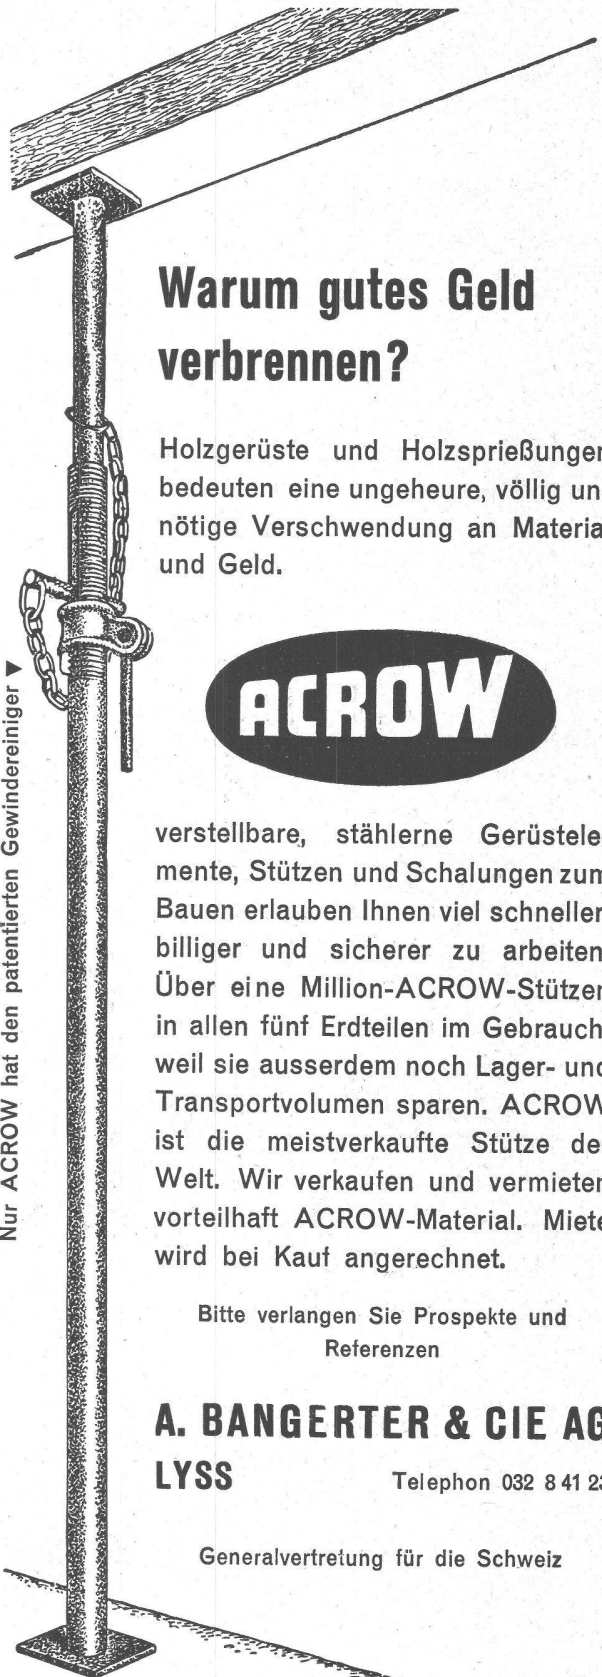 Warum gutes Geld
verbrennen?
Holzgerüste und Holzsprießungen
bedeuten eine ungeheure, völlig un-
nötige Verschwendung an Material
und Geld.
ACROW
verstellbare, stählerne Gerüstele-
mente, Stützen und Schalungen zum
Bauen erlauben Ihnen viel schneller,
billiger und sicherer zu arbeiten.
Über eine Million-ACROW-Stützen
in allen fünf Erdteilen im Gebrauch,
weil sie ausserdem noch Lager- und
Transportvolumen sparen. ACROW
ist die meistverkaufte Stütze der
Welt. Wir verkaufen und vermieten
vorteilhaft ACROW-Material. Miete
wird bei Kauf angerechnet.
Bitte verlangen Sie Prospekte und
Referenzen
A. BANGERTER & CIE AG
LYSS Telephon 032 8 41 23
Generalvertretung für die Schweiz
Nur ACROW hat den patentierten Gewindereiniger ▼